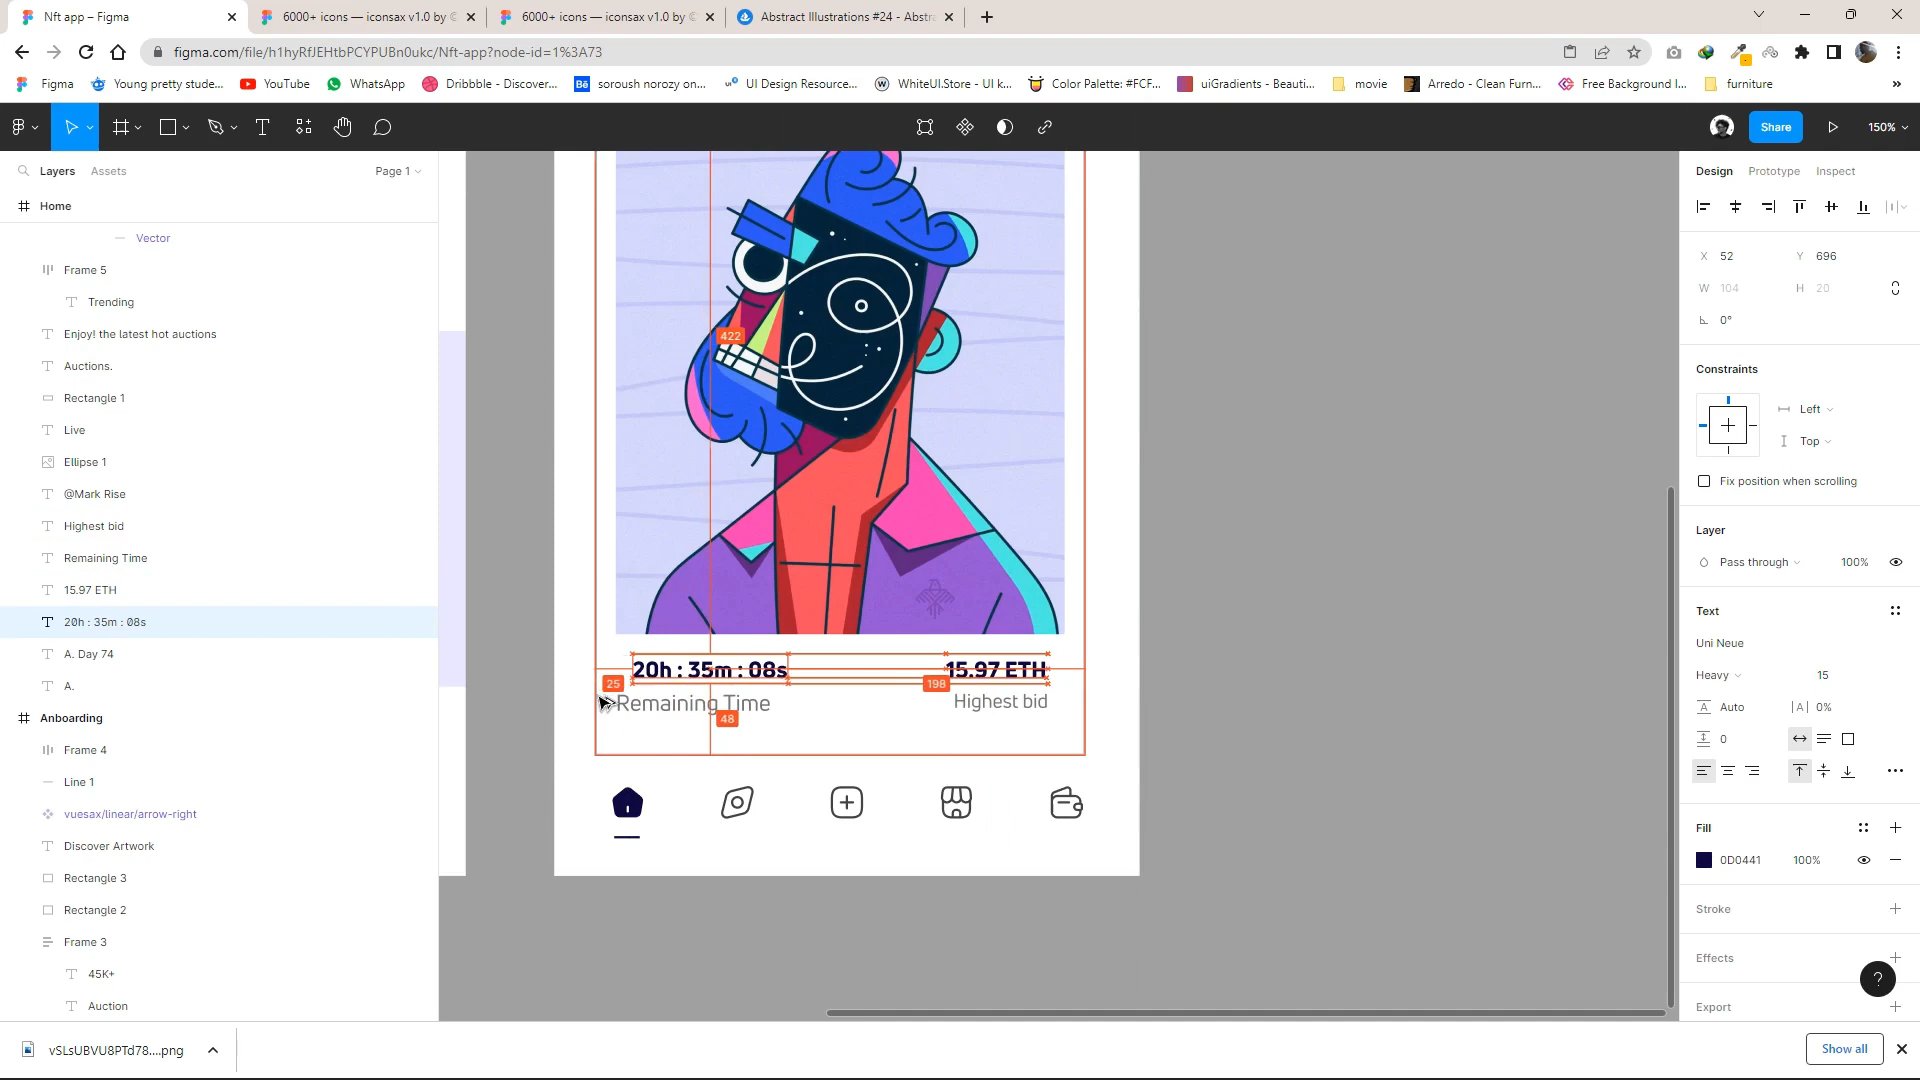 Nft app – Figma
6000+ icons — iconsax v1.0 by
6000+ icons — iconsax v1.0 by
Abstract Illustrations #24 - Abstr
figma.com/file/h1hyRfJEHtbPCYPUBn0ukc/Nft-app?node-id=1%3A73
Figma
Young pretty stude...
YouTube
WhatsApp
Dribbble - Discover...
Bē
soroush norozy on...
UI Design Resource...
WhiteUI.Store - UI k...
Color Palette: #FCF...
uiGradients - Beauti...
movie
Arredo - Clean Furn...
Free Background I...
furniture
»
Share
150%
Layers
Assets
Page 1
Home
Vector
Frame 5
Trending
Enjoy! the latest hot auctions
Auctions.
Rectangle 1
Live
Ellipse 1
@Mark Rise
Highest bid
Remaining Time
15.97 ETH
20h : 35m : 08s
A. Day 74
A.
Anboarding
Frame 4
Line 1
vuesax/linear/arrow-right
Discover Artwork
Rectangle 3
Rectangle 2
Frame 3
45K+
Auction
422
20h : 35m : 08s
15.97 ETH
25
198
Remaining Time
Highest bid
48
Design
Prototype
Inspect
X 52
Y 696
W 104
H 20
0°
Constraints
Left
Top
Fix position when scrolling
Layer
Pass through
100%
Text
Uni Neue
Heavy
15
Auto
0%
0
Fill
0D0441
100%
Stroke
Effects
Export
?
vSLsUBVU8PTd78....png
Show all